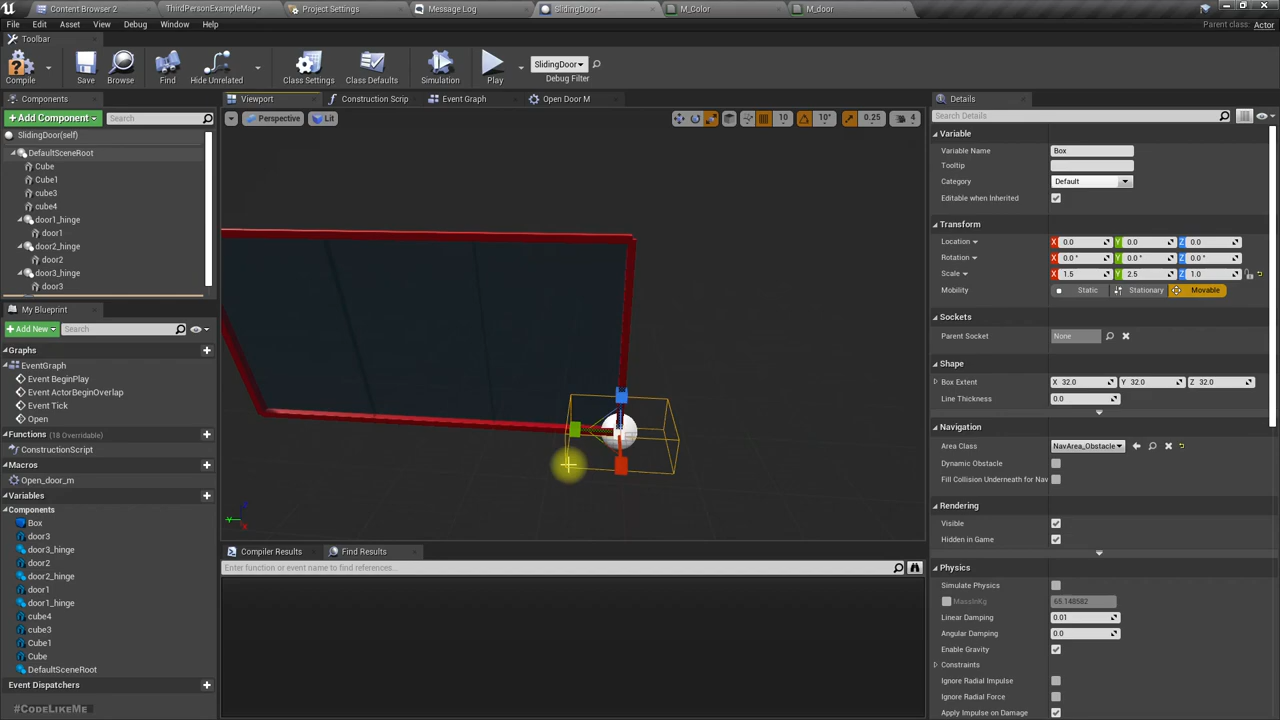 Content Browser 2
ThirdPersonExampleMap*
Project Settings
Message Log
SlidingDoor*
M_Color
M_door
File
Edit
Asset
View
Debug
Window
Help
Parent class: Actor
Toolbar
Compile
Save
Browse
Find
Hide Unrelated
Class Settings
Class Defaults
Simulation
Play
SlidingDoor
Debug Filter
Components
+ Add Component
Search
SlidingDoor(self)
DefaultSceneRoot
Cube
Cube1
cube3
cube4
door1_hinge
door1
door2_hinge
door2
door3_hinge
door3
My Blueprint
+ Add New
Search
Graphs
EventGraph
Event BeginPlay
Event ActorBeginOverlap
Event Tick
Open
Functions (18 Overridable)
ConstructionScript
Macros
Open_door_m
Variables
Components
Box
door3
door3_hinge
door2
door2_hinge
door1
door1_hinge
cube4
cube3
Cube1
Cube
DefaultSceneRoot
Event Dispatchers
#CodeLikeMe
Viewport
Construction Scrip
Event Graph
Open Door M
Perspective
Lit
10
10°
0.25
4
Compiler Results
Find Results
Enter function or event name to find references...
Details
Search Details
Variable
Variable Name
Box
Tooltip
Category
Default
Editable when Inherited
Transform
Location
X 0.0 Y 0.0 Z 0.0
Rotation
X 0.0 ° Y 0.0 ° Z 0.0 °
Scale
X 1.5 Y 2.5 Z 1.0
Mobility
Static
Stationary
Movable
Sockets
Parent Socket
None
Shape
Box Extent
X 32.0 Y 32.0 Z 32.0
Line Thickness
0.0
Navigation
Area Class
NavArea_Obstacle
Dynamic Obstacle
Fill Collision Underneath for Nav
Rendering
Visible
Hidden in Game
Physics
Simulate Physics
MassInKg
65.148582
Linear Damping
0.01
Angular Damping
0.0
Enable Gravity
Constraints
Ignore Radial Impulse
Ignore Radial Force
Apply Impulse on Damage